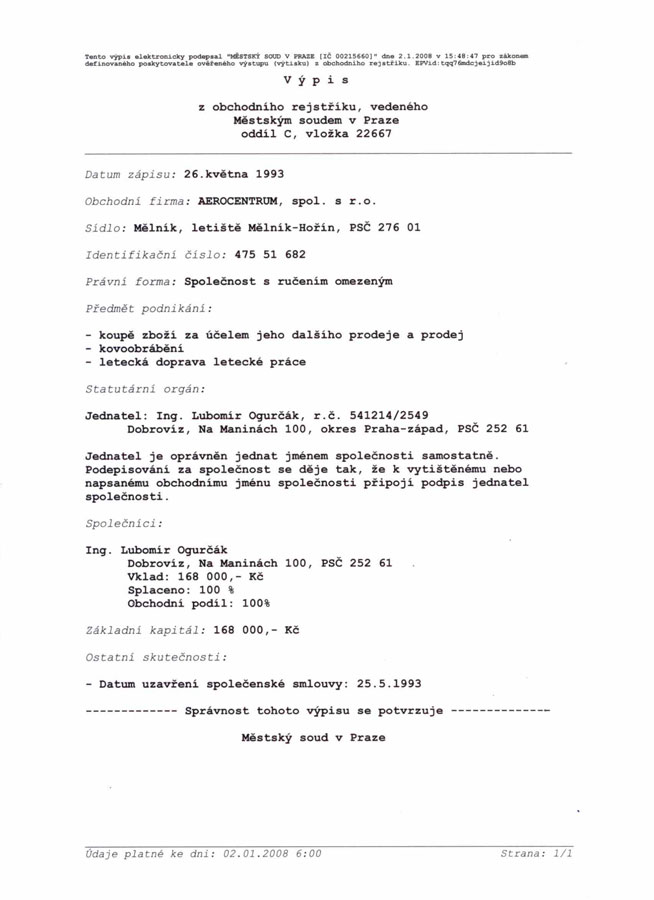 Tento výpis elektronicky podepsal "MĚSTSKÝ SOUD V PRAZE [IČ 00215660]" dne 2.1.2008 v 15:48:47 pro zákonem
definovaného poskytovatele ověřeného výstupu (výtisku) z obchodního rejstříku. EPVid:tqq76mdcjeijid9o8b
V ý p i s
z obchodního rejstříku, vedeného
Městským soudem v Praze
oddíl C, vložka 22667
Datum zápisu: 26.května 1993
Obchodní firma: AEROCENTRUM, spol. s r.o.
Sídlo: Mělník, letiště Mělník-Hořín, PSČ 276 01
Identifikační číslo: 475 51 682
Právní forma: Společnost s ručením omezeným
Předmět podnikání:
- koupě zboží za účelem jeho dalšího prodeje a prodej
- kovoobrábění
- letecká doprava letecké práce
Statutární orgán:
Jednatel: Ing. Ľubomír Ogurčák, r.č. 541214/2549
Dobrovíz, Na Maninách 100, okres Praha-západ, PSČ 252 61
Jednatel je oprávněn jednat jménem společnosti samostatně.
Podepisování za společnost se děje tak, že k vytištěnému nebo
napsanému obchodnímu jménu společnosti připojí podpis jednatel
společnosti.
Společníci:
Ing. Ľubomír Ogurčák
Dobrovíz, Na Maninách 100, PSČ 252 61
Vklad: 168 000,- Kč
Splaceno: 100 %
Obchodní podíl: 100%
Základní kapitál: 168 000,- Kč
Ostatní skutečnosti:
- Datum uzavření společenské smlouvy: 25.5.1993
------------- Správnost tohoto výpisu se potvrzuje --------------
Městský soud v Praze
Údaje platné ke dni: 02.01.2008 6:00 Strana: 1/1